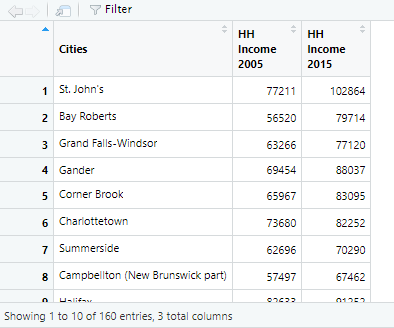 Filter
Cities HH Income 2005 HH Income 2015
1 St. John's 77211 102864
2 Bay Roberts 56520 79714
3 Grand Falls-Windsor 63266 77120
4 Gander 69454 88037
5 Corner Brook 65967 83095
6 Charlottetown 73680 82252
7 Summerside 62696 70290
8 Campbellton (New Brunswick part) 57497 67462
9 Halifax 82633 91252
Showing 1 to 10 of 160 entries, 3 total columns